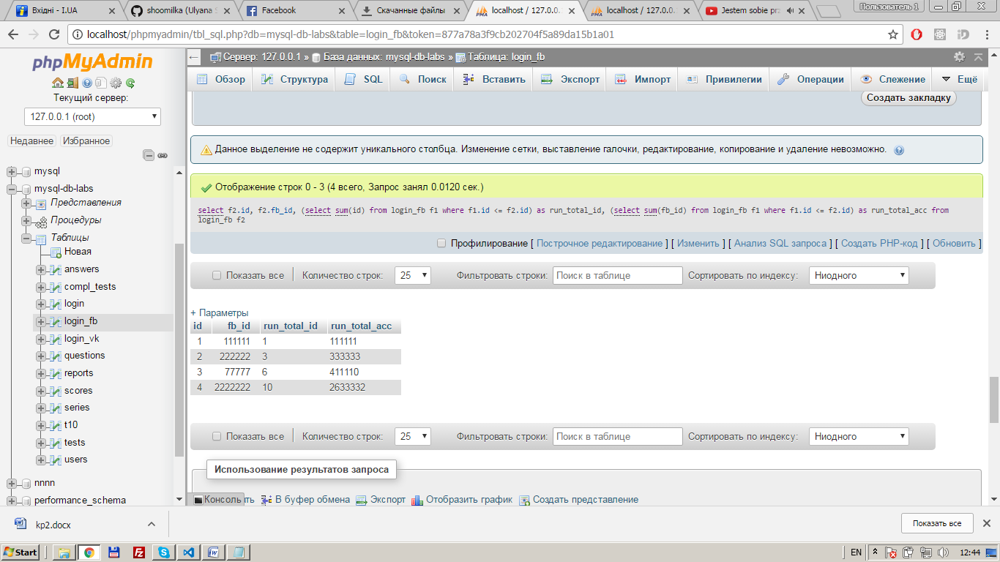 Вхідні - I.UA
shoomilka (Ulyana S
Facebook
Скачанные файлы
localhost / 127.0.0.
localhost / 127.0.0.
Jestem sobie prz
Пользователь 1
localhost/phpmyadmin/tbl_sql.php?db=mysql-db-labs&table=login_fb&token=877a78a3f9cb202704f5a89da15b1a01
phpMyAdmin
Текущий сервер:
127.0.0.1 (root)
Недавнее Избранное
mysql
mysql-db-labs
Представления
Процедуры
Таблицы
Новая
answers
compl_tests
login
login_fb
login_vk
questions
reports
scores
series
t10
tests
users
nnnn
performance_schema
Сервер: 127.0.0.1 » База данных: mysql-db-labs » Таблица: login_fb
Обзор Структура SQL Поиск Вставить Экспорт Импорт Привилегии Операции Слежение Ещё
Создать закладку
Данное выделение не содержит уникального столбца. Изменение сетки, выставление галочки, редактирование, копирование и удаление невозможно.
Отображение строк 0 - 3 (4 всего, Запрос занял 0.0120 сек.)
select f2.id, f2.fb_id, (select sum(id) from login_fb f1 where f1.id <= f2.id) as run_total_id, (select sum(fb_id) from login_fb f1 where f1.id <= f2.id) as run_total_acc from
login_fb f2
Профилирование [ Построчное редактирование ] [ Изменить ] [ Анализ SQL запроса ] [ Создать PHP-код ] [ Обновить ]
Показать все Количество строк: 25 Фильтровать строки: Поиск в таблице Сортировать по индексу: Ниодного
+ Параметры
id fb_id run_total_id run_total_acc
1 111111 1 111111
2 222222 3 333333
3 77777 6 411110
4 2222222 10 2633332
Показать все Количество строк: 25 Фильтровать строки: Поиск в таблице Сортировать по индексу: Ниодного
Использование результатов запроса
Консоль ть В буфер обмена Экспорт Отобразить график Создать представление
kp2.docx
Показать все
Start
EN
12:44